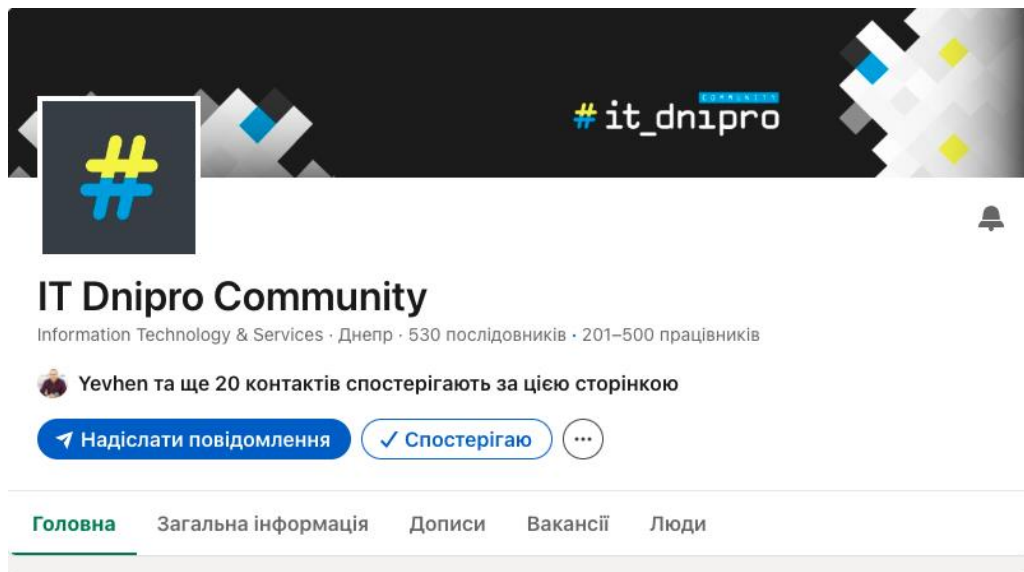 COMMUNITY
#it_dnipro
IT Dnipro Community
Information Technology & Services · Днепр · 530 послідовників · 201–500 працівників
Yevhen та ще 20 контактів спостерігають за цією сторінкою
Надіслати повідомлення
Спостерігаю
Головна
Загальна інформація
Дописи
Вакансії
Люди